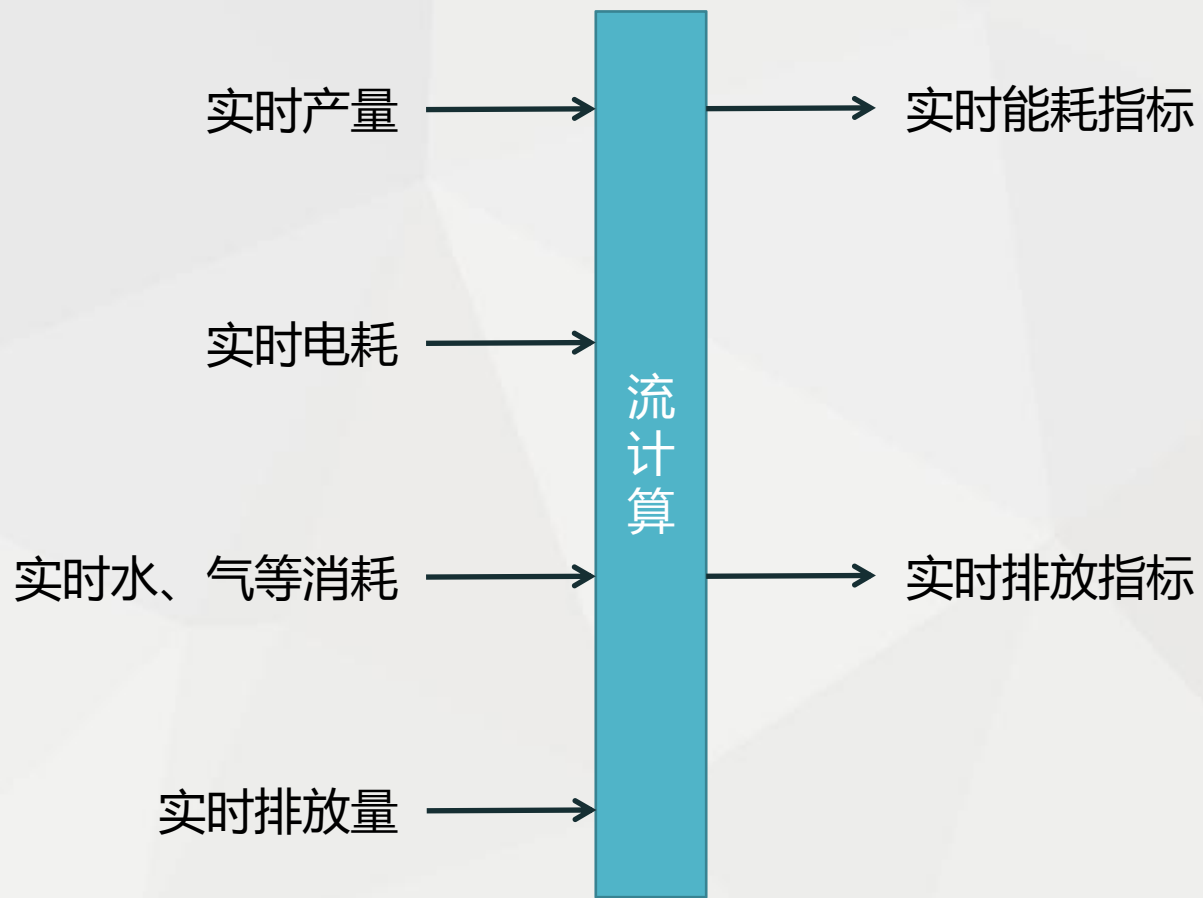 实时产量
实时能耗指标
实时电耗
流计算
实时水、气等消耗
实时排放指标
实时排放量